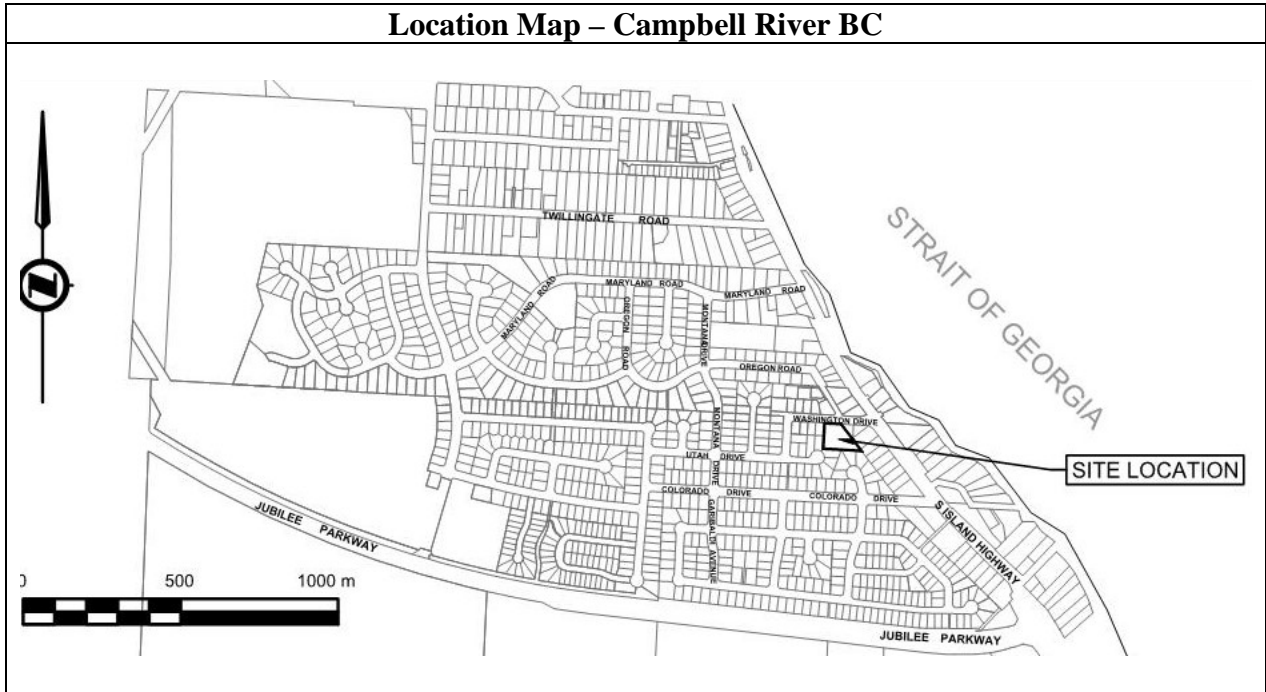 Location Map – Campbell River BC
TWILLINGATE ROAD
STRAIT OF GEORGIA
MARYLAND ROAD
MARYLAND ROAD
MARYLAND ROAD
OREGON ROAD
MONTANA DRIVE
OREGON ROAD
WASHINGTON DRIVE
MONTANA DRIVE
UTAH DRIVE
SITE LOCATION
COLORADO DRIVE
COLORADO DRIVE
GARIBALDI AVENUE
S ISLAND HIGHWAY
JUBILEE PARKWAY
0 500 1000 m
JUBILEE PARKWAY